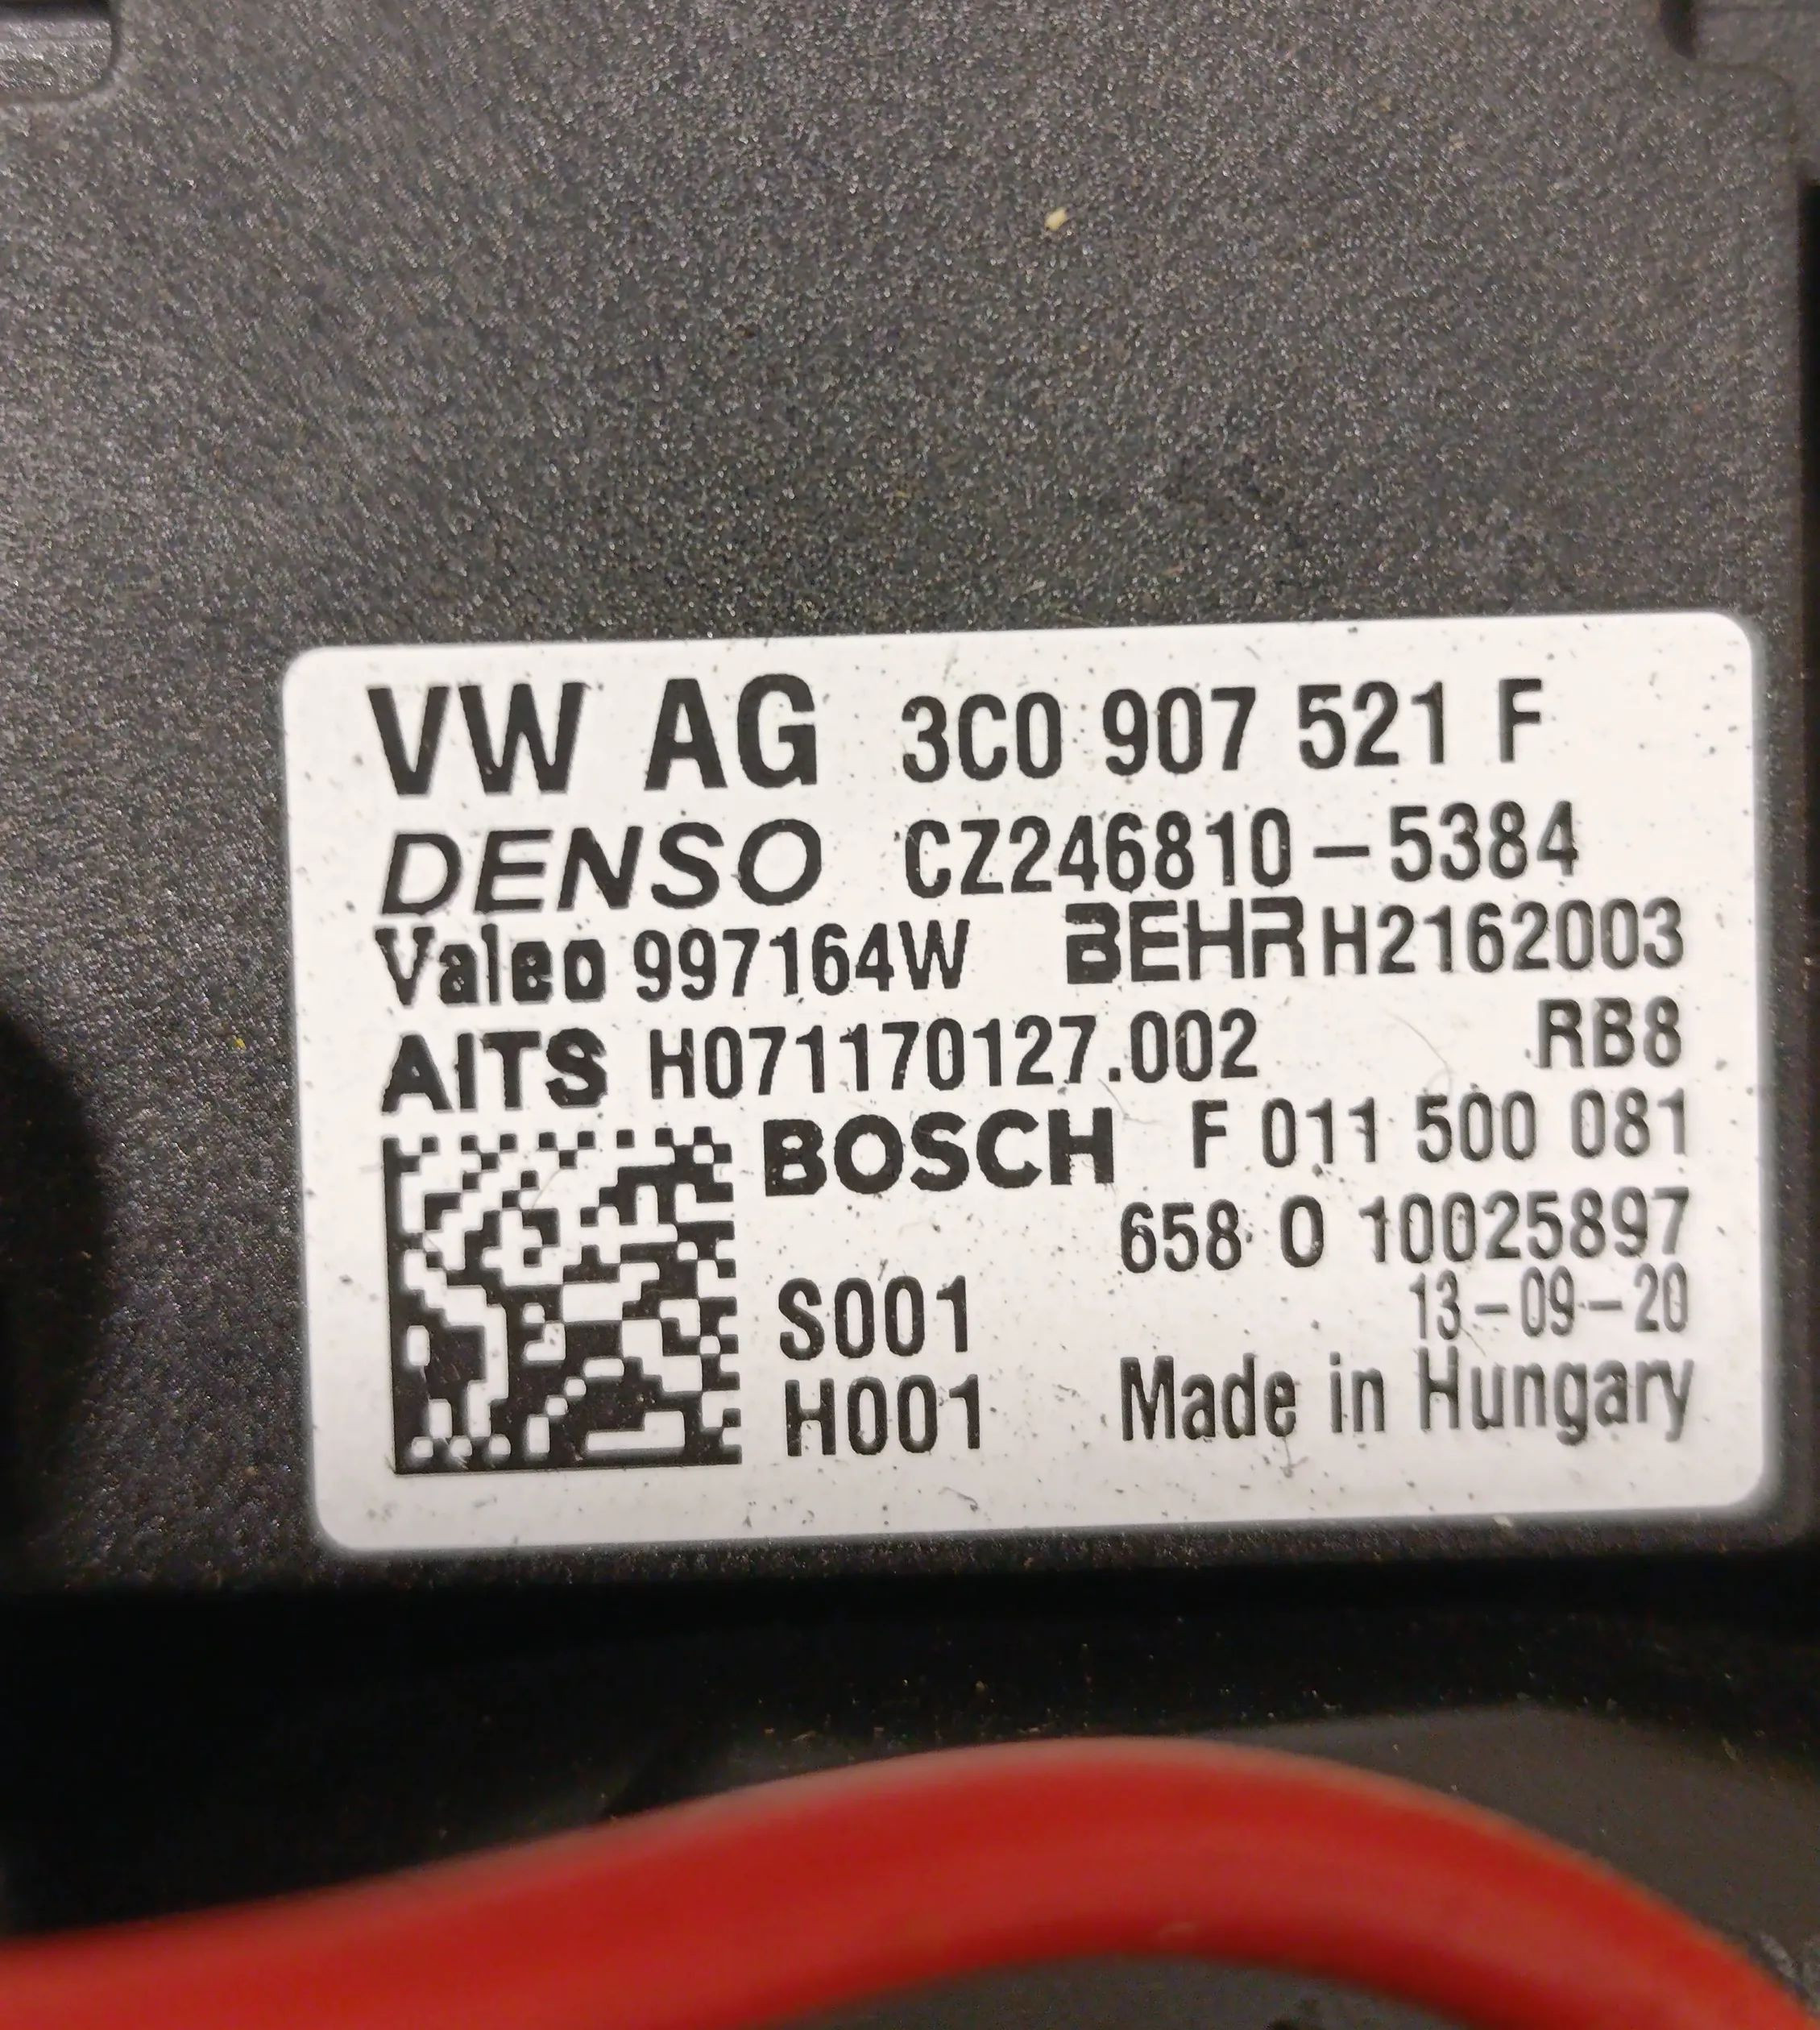 VW AG 3C0 907 521 F
DENSO CZ246810-5384
Valeo 997164W BEHR H2162003
AITS H071170127.002 RB8
BOSCH F 011 500 081
658 0 10025897
S001 13-09-20
H001 Made in Hungary